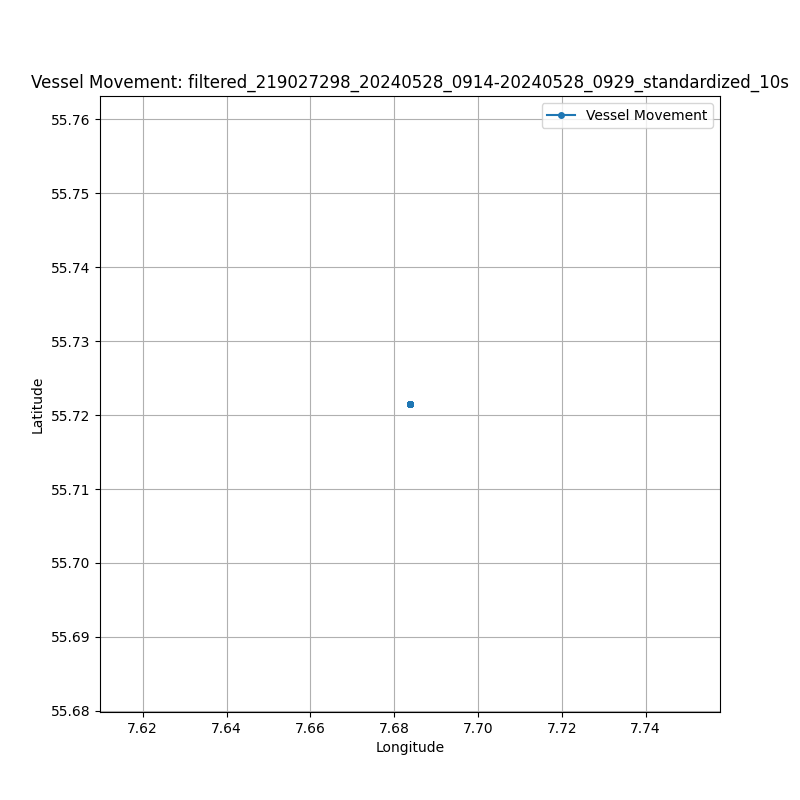 Vessel Movement: filtered_219027298_20240528_0914-20240528_0929_standardized_10s
Vessel Movement
55.76
55.75
55.74
55.73
55.72
55.71
55.70
55.69
55.68
Latitude
7.62 7.64 7.66 7.68 7.70 7.72 7.74
Longitude